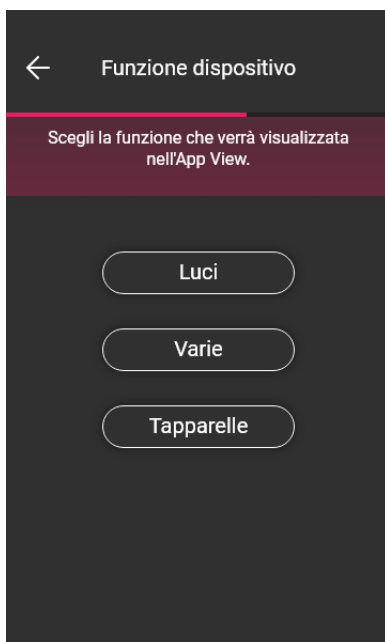 Funzione dispositivo
Scegli la funzione che verrà visualizzata
nell'App View.
Luci
Varie
Tapparelle